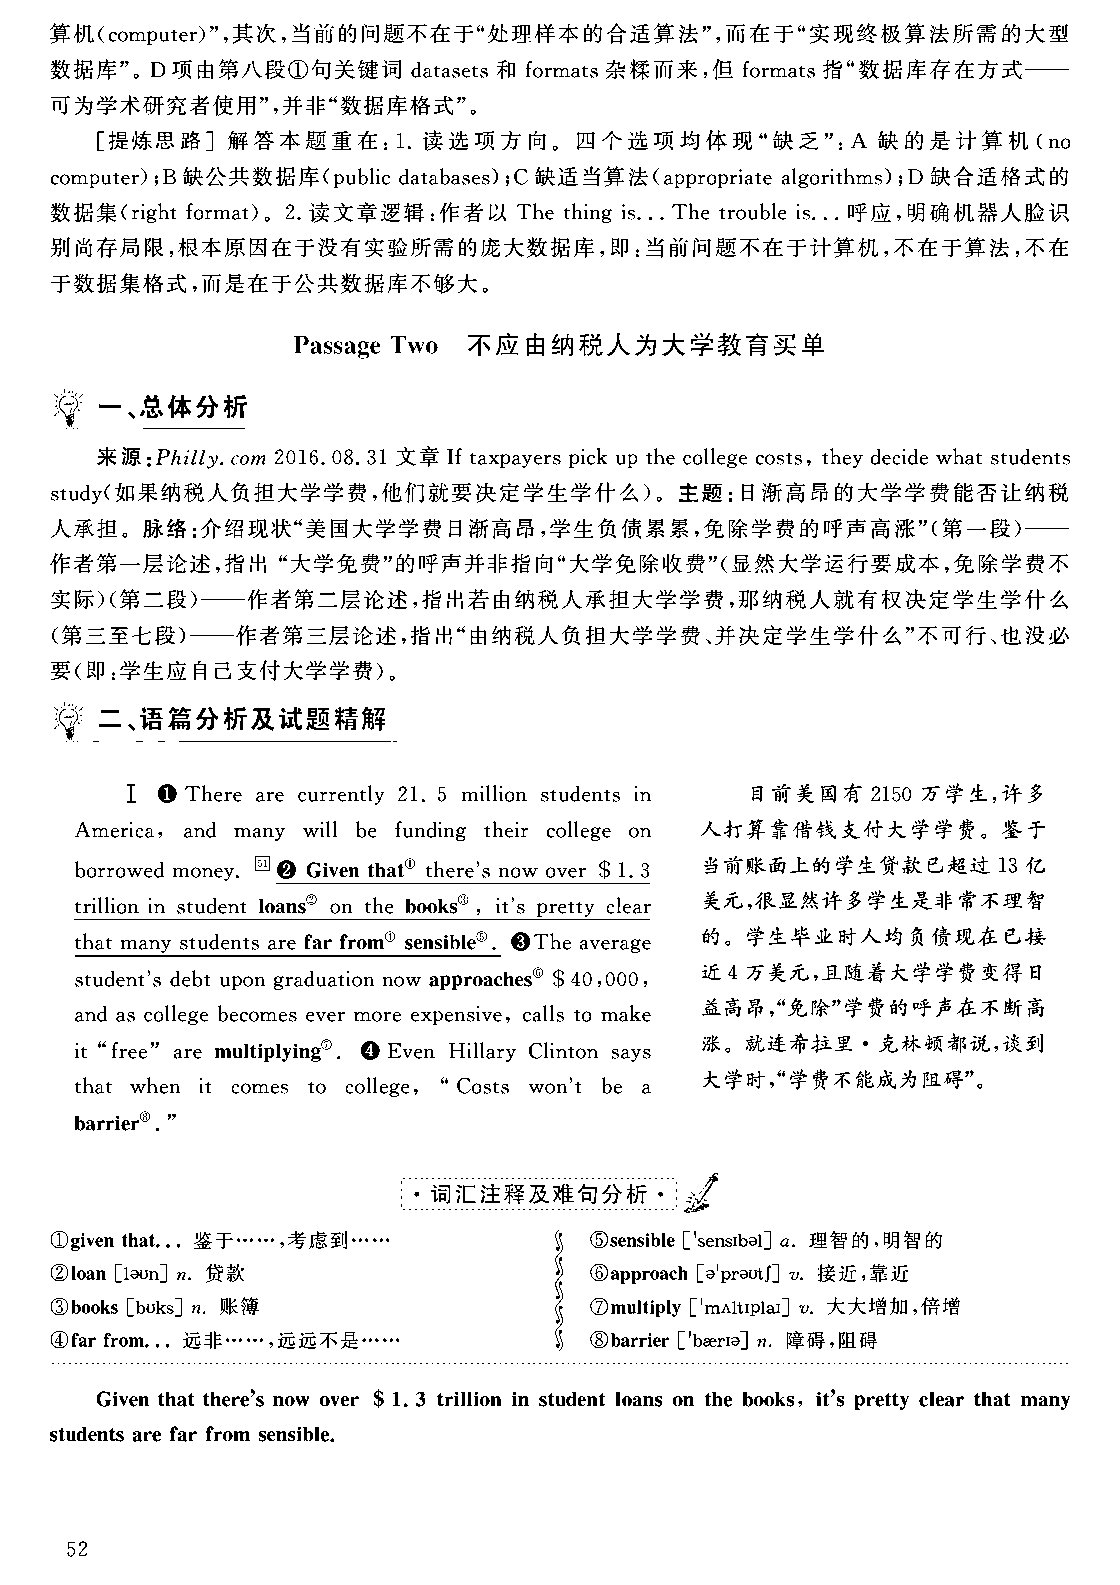 算机(computer)”,其次,当前的问题不在于“处理样本的合适算法”,而在于“实现终极算法所需的大型
数据库”。D项由第八段①句关键词 datasets 和 formats 杂糅而来,但 formats 指“数据库存在方式——
可为学术研究者使用”,并非“数据库格式”。
[提炼思路] 解答本题重在:1. 读选项方向。四个选项均体现“缺乏”:A 缺的是计算机(no
computer);B缺公共数据库(public databases);C缺适当算法(appropriate algorithms);D缺合适格式的
数据集(right format)。2.读文章逻辑:作者以 The thing is... The trouble is... 呼应,明确机器人脸识
别尚存局限,根本原因在于没有实验所需的庞大数据库,即:当前问题不在于计算机,不在于算法,不在
于数据集格式,而是在于公共数据库不够大。
Passage Two 不应由纳税人为大学教育买单
一、总体分析
来源:Philly.com 2016.08.31 文章 If taxpayers pick up the college costs, they decide what students
study(如果纳税人负担大学学费,他们就要决定学生学什么)。主题:日渐高昂的大学学费能否让纳税
人承担。脉络:介绍现状“美国大学学费日渐高昂,学生负债累累,免除学费的呼声高涨”(第一段)——
作者第一层论述,指出 “大学免费”的呼声并非指向“大学免除收费”(显然大学运行要成本,免除学费不
实际)(第二段)——作者第二层论述,指出若由纳税人承担大学学费,那纳税人就有权决定学生学什么
(第三至七段)——作者第三层论述,指出“由纳税人负担大学学费、并决定学生学什么”不可行、也没必
要(即:学生应自己支付大学学费)。
二、语篇分析及试题精解
Ⅰ ❶ There are currently 21.5 million students in
America, and many will be funding their college on
borrowed money. [51] ❷ Given that① there's now over $1.3
trillion in student loans② on the books③, it's pretty clear
that many students are far from④ sensible⑤. ❸The average
student's debt upon graduation now approaches⑥ $40,000,
and as college becomes ever more expensive, calls to make
it “free” are multiplying⑦. ❹ Even Hillary Clinton says
that when it comes to college, “Costs won't be a
barrier⑧.”
目前美国有2150万学生,许多
人打算靠借钱支付大学学费。鉴于
当前账面上的学生贷款已超过13亿
美元,很显然许多学生是非常不理智
的。学生毕业时人均负债现在已接
近4万美元,且随着大学学费变得日
益高昂,“免除”学费的呼声在不断高
涨。就连希拉里·克林顿都说,谈到
大学时,“学费不能成为阻碍”。
·词汇注释及难句分析·
①given that... 鉴于……,考虑到……
②loan [ləʊn] n. 贷款
③books [bʊks] n. 账簿
④far from... 远非……,远远不是……
⑤sensible [ˈsensɪbəl] a. 理智的,明智的
⑥approach [əˈprəʊtʃ] v. 接近,靠近
⑦multiply [ˈmʌltɪplaɪ] v. 大大增加,倍增
⑧barrier [ˈbærɪə] n. 障碍,阻碍
Given that there's now over $1.3 trillion in student loans on the books, it's pretty clear that many
students are far from sensible.
52